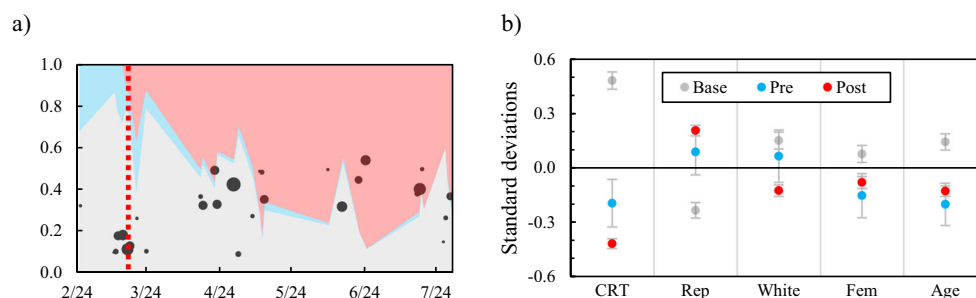 a)
b)
1.0
0.8
0.6
0.4
0.2
0.0
2/24 3/24 4/24 5/24 6/24 7/24
Standard deviations
0.6
0.3
0.0
-0.3
-0.6
Base Pre Post
CRT Rep White Fem Age